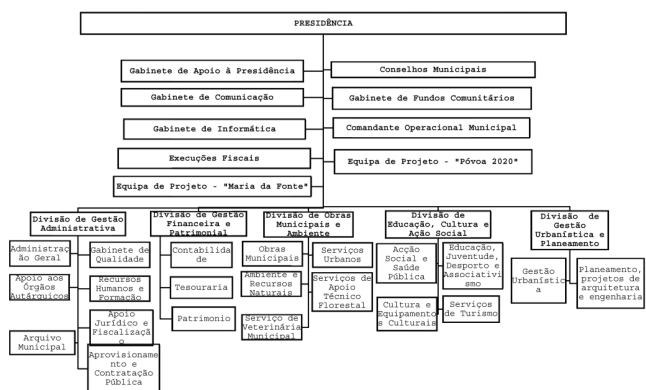 PRESIDÊNCIA
Gabinete de Apoio à Presidência
Conselhos Municipais
Gabinete de Comunicação
Gabinete de Fundos Comunitários
Gabinete de Informática
Comandante Operacional Municipal
Execuções Fiscais
Equipa de Projeto - "Póvoa 2020"
Equipa de Projeto - "Maria da Fonte"
Divisão de Gestão
Administrativa
Divisão de Gestão
Financeira e
Patrimonial
Divisão de Obras
Municipais e
Ambiente
Divisão de
Educação, Cultura e
Ação Social
Divisão de
Gestão
Urbanística e
Planeamento
Administraç
ão Geral
Gabinete de
Qualidade
Apoio aos
Órgãos
Autárquicos
Recursos
Humanos e
Formação
Arquivo
Municipal
Apoio
Jurídico e
Fiscalizaçã
o
Aprovisioname
nto e
Contratação
Pública
Contabilida
de
Tesouraria
Patrimonio
Obras
Municipais
Serviços
Urbanos
Ambiente e
Recursos
Naturais
Serviços de
Apoio
Técnico
Florestal
Serviço de
Veterinária
Municipal
Acção
Social e
Saúde
Pública
Educação,
Juventude,
Desporto e
Associativi
smo
Cultura e
Equipamento
s Culturais
Serviços
de Turismo
Gestão
Urbanístic
a
Planeamento,
projetos de
arquitetura
e engenharia